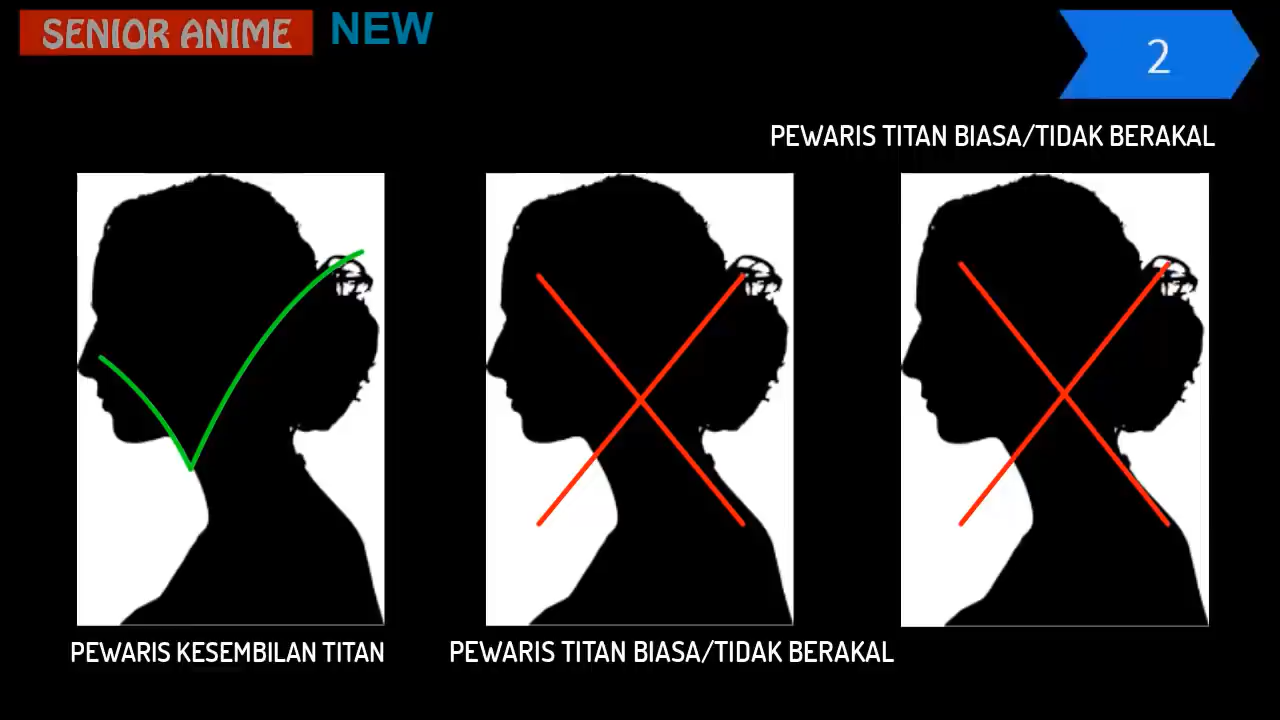 SENIOR ANIME NEW
2
PEWARIS TITAN BIASA/TIDAK BERAKAL
PEWARIS KESEMBILAN TITAN
PEWARIS TITAN BIASA/TIDAK BERAKAL